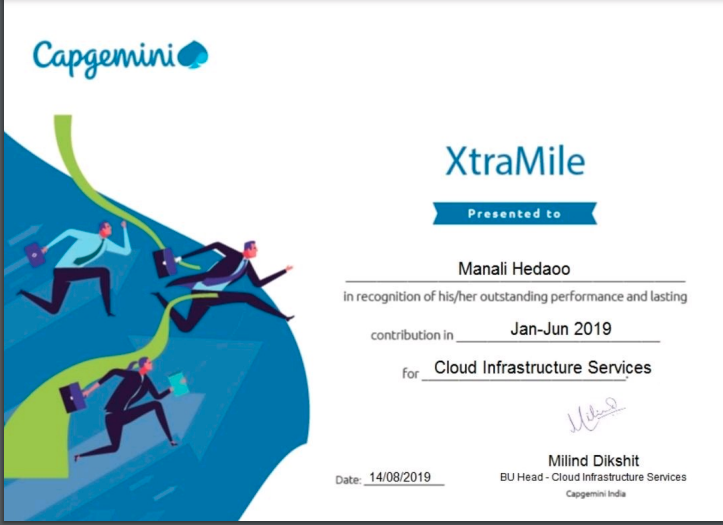 Capgemini
XtraMile
Presented to
Manali Hedaoo
in recognition of his/her outstanding performance and lasting
contribution in Jan-Jun 2019
for Cloud Infrastructure Services
Milind
Milind Dikshit
Date: 14/08/2019
BU Head - Cloud Infrastructure Services
Capgemini India